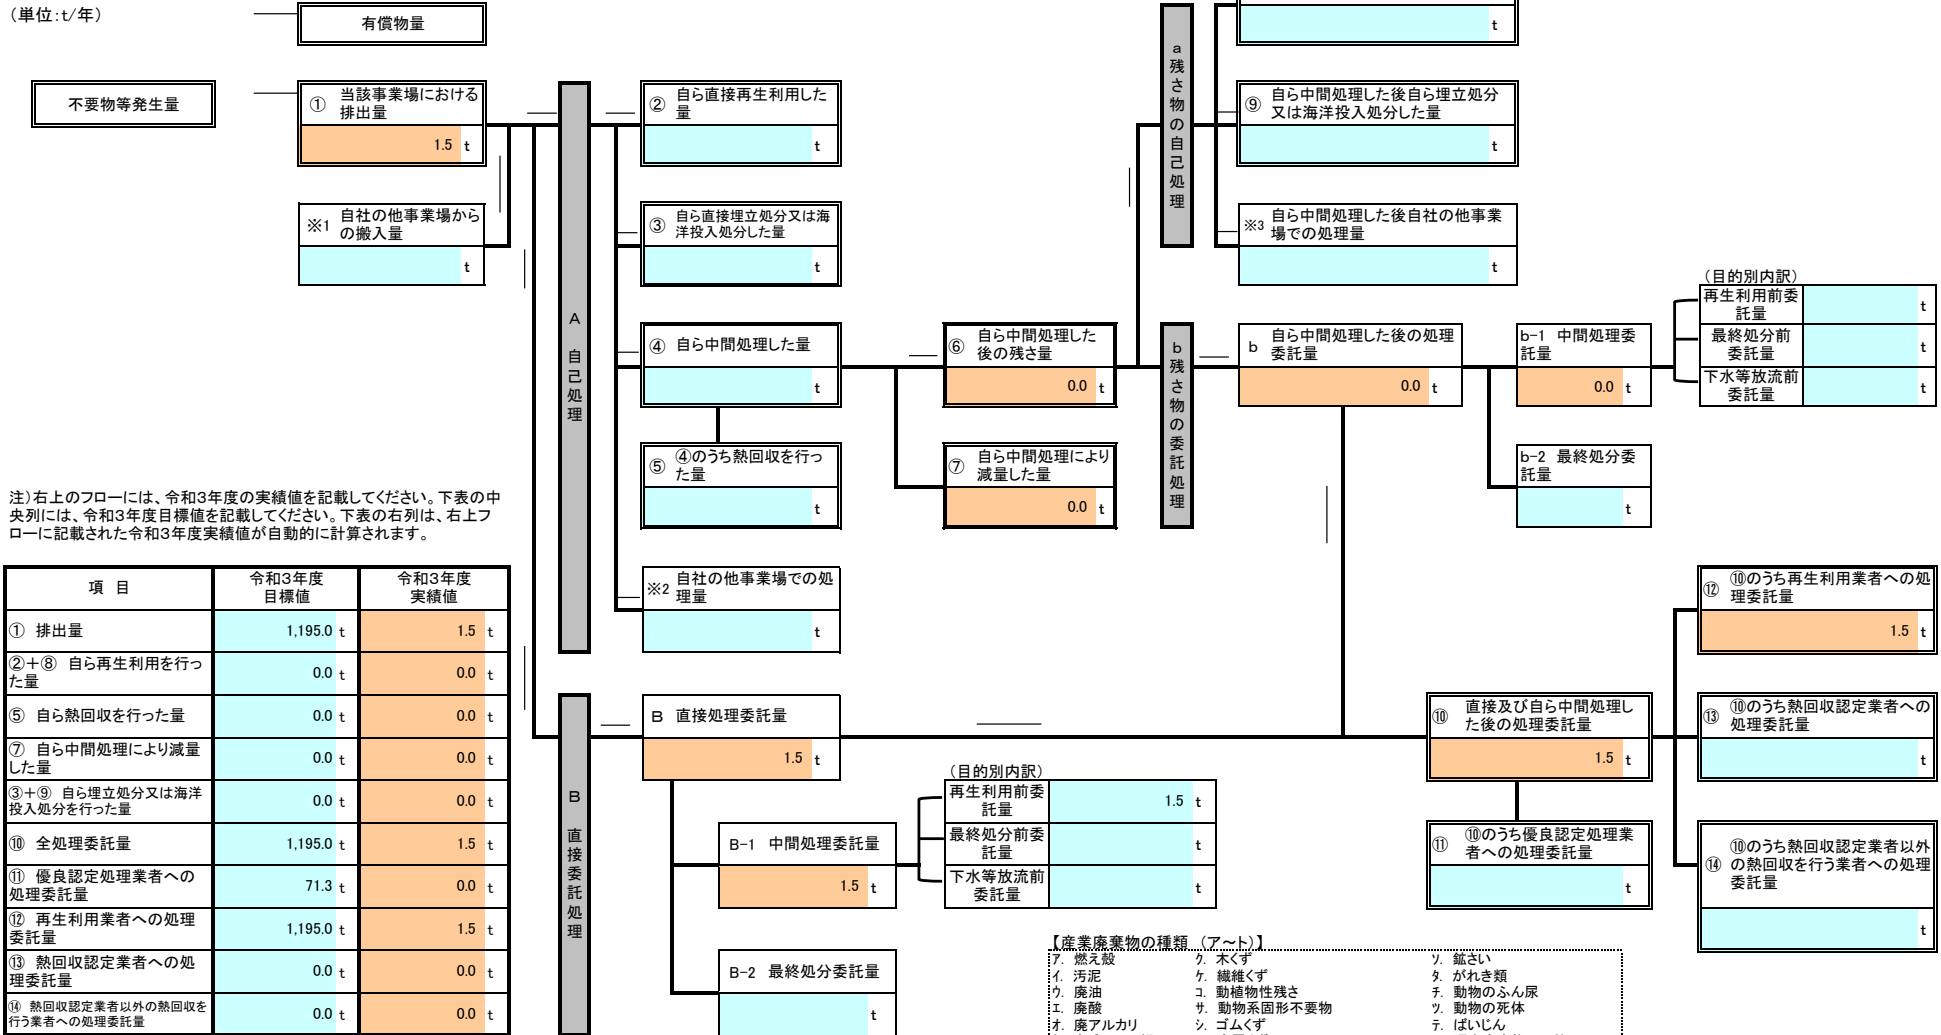 (単位:t/年)
有償物量
t
不要物等発生量
① 当該事業場における
排出量
1.5 t
※1 自社の他事業場から
の搬入量
t
A 自己処理
② 自ら直接再生利用した
量
t
③ 自ら直接埋立処分又は海
洋投入処分した量
t
④ 自ら中間処理した量
t
⑤ ④のうち熱回収を行っ
た量
t
※2 自社の他事業場での処
理量
t
⑥ 自ら中間処理した
後の残さ量
0.0 t
⑦ 自ら中間処理により
減量した量
0.0 t
a 残さ物の自己処理
⑨ 自ら中間処理した後自ら埋立処分
又は海洋投入処分した量
t
※3 自ら中間処理した後自社の他事業
場での処理量
t
b 残さ物の委託処理
b 自ら中間処理した後の処理
委託量
0.0 t
b-1 中間処理委
託量
0.0 t
b-2 最終処分委
託量
t
(目的別内訳)
再生利用前委
託量
t
最終処分前
委託量
t
下水等放流前
委託量
t
注)右上のフローには、令和3年度の実績値を記載してください。下表の中
央列には、令和3年度目標値を記載してください。下表の右列は、右上フ
ローに記載された令和3年度実績値が自動的に計算されます。
項 目 令和3年度 令和3年度
目標値 実績値
① 排出量 1,195.0 t 1.5 t
②+⑧ 自ら再生利用を行っ
た量 0.0 t 0.0 t
⑤ 自ら熱回収を行った量 0.0 t 0.0 t
⑦ 自ら中間処理により減量
した量 0.0 t 0.0 t
③+⑨ 自ら埋立処分又は海洋
投入処分を行った量 0.0 t 0.0 t
⑩ 全処理委託量 1,195.0 t 1.5 t
⑪ 優良認定処理業者への
処理委託量 71.3 t 0.0 t
⑫ 再生利用業者への処理
委託量 1,195.0 t 1.5 t
⑬ 熱回収認定業者への処
理委託量 0.0 t 0.0 t
⑭ 熱回収認定業者以外の熱回収を
行う業者への処理委託量 0.0 t 0.0 t
B 直接委託処理
B 直接処理委託量
1.5 t
B-1 中間処理委託量
1.5 t
B-2 最終処分委託量
t
(目的別内訳)
再生利用前委
託量
1.5 t
最終処分前委
託量
t
下水等放流前
委託量
t
⑩ 直接及び自ら中間処理し
た後の処理委託量
1.5 t
⑪ ⑩のうち優良認定処理業
者への処理委託量
t
⑫ ⑩のうち再生利用業者への処
理委託量
1.5 t
⑬ ⑩のうち熱回収認定業者への
処理委託量
t
⑭ ⑩のうち熱回収認定業者以外
の熱回収を行う業者への処理
委託量
t
【産業廃棄物の種類 (ア～ト)】
ア. 燃え殻 ク. 木くず ソ. 鉱さい
イ. 汚泥 ケ. 繊維くず タ. がれき類
ウ. 廃油 コ. 動植物性残さ チ. 動物のふん尿
エ. 廃酸 サ. 動物系固形不要物 ツ. 動物の死体
オ. 廃アルカリ シ. ゴムくず テ. ばいじん